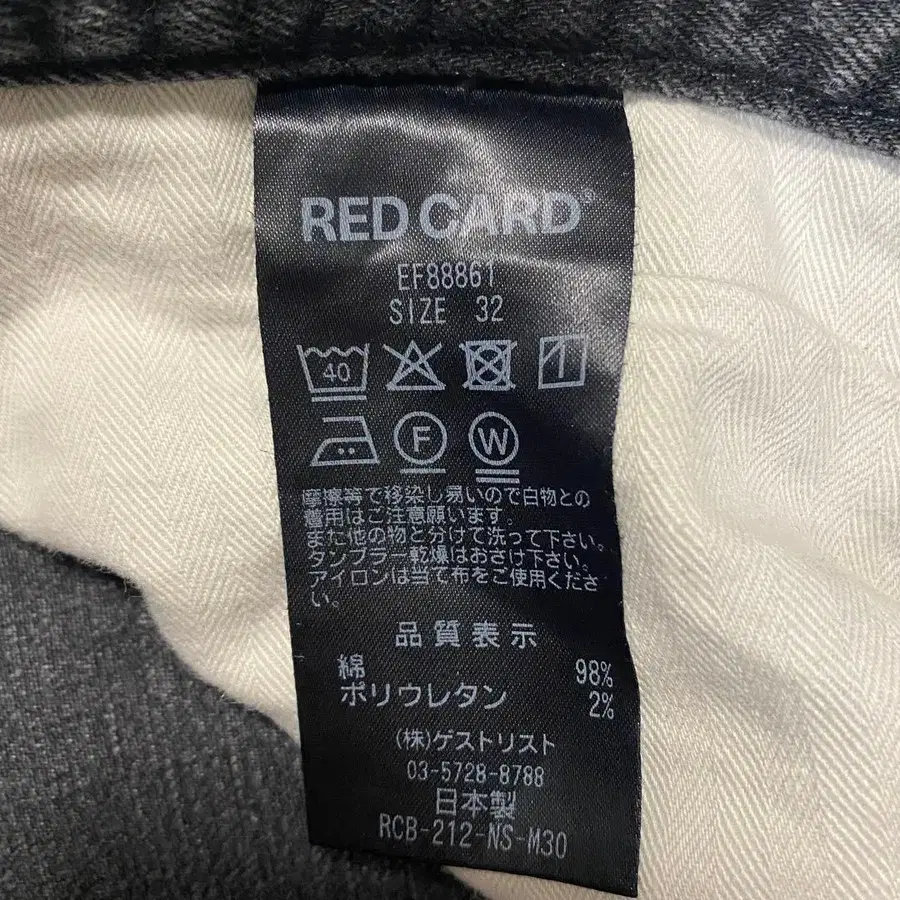 RED CARD®
EF88861
SIZE 32
40
F W
摩擦等で移染し易いので白物との
着用はご注意願います。
また他の物と分けて洗って下さい。
タンブラー乾燥はおさけ下さい。
アイロンは当て布をご使用くださ
い。
品質表示
綿 98%
ポリウレタン 2%
(株)ゲストリスト
03-5728-8788
日本製
RCB-212-NS-M30